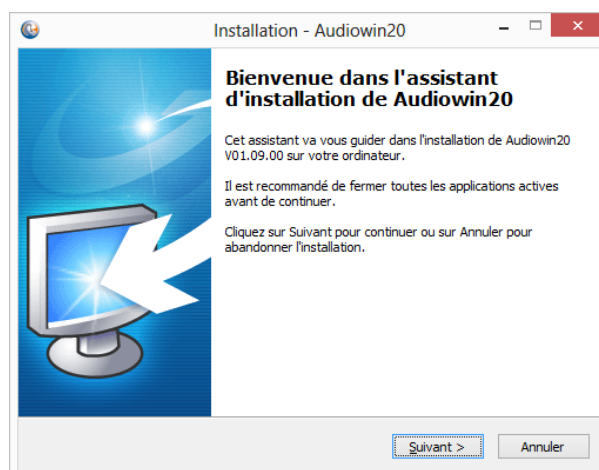 Installation - Audiowin20
Bienvenue dans l'assistant
d'installation de Audiowin20
Cet assistant va vous guider dans l'installation de Audiowin20
V01.09.00 sur votre ordinateur.
Il est recommandé de fermer toutes les applications actives
avant de continuer.
Cliquez sur Suivant pour continuer ou sur Annuler pour
abandonner l'installation.
Suivant >
Annuler